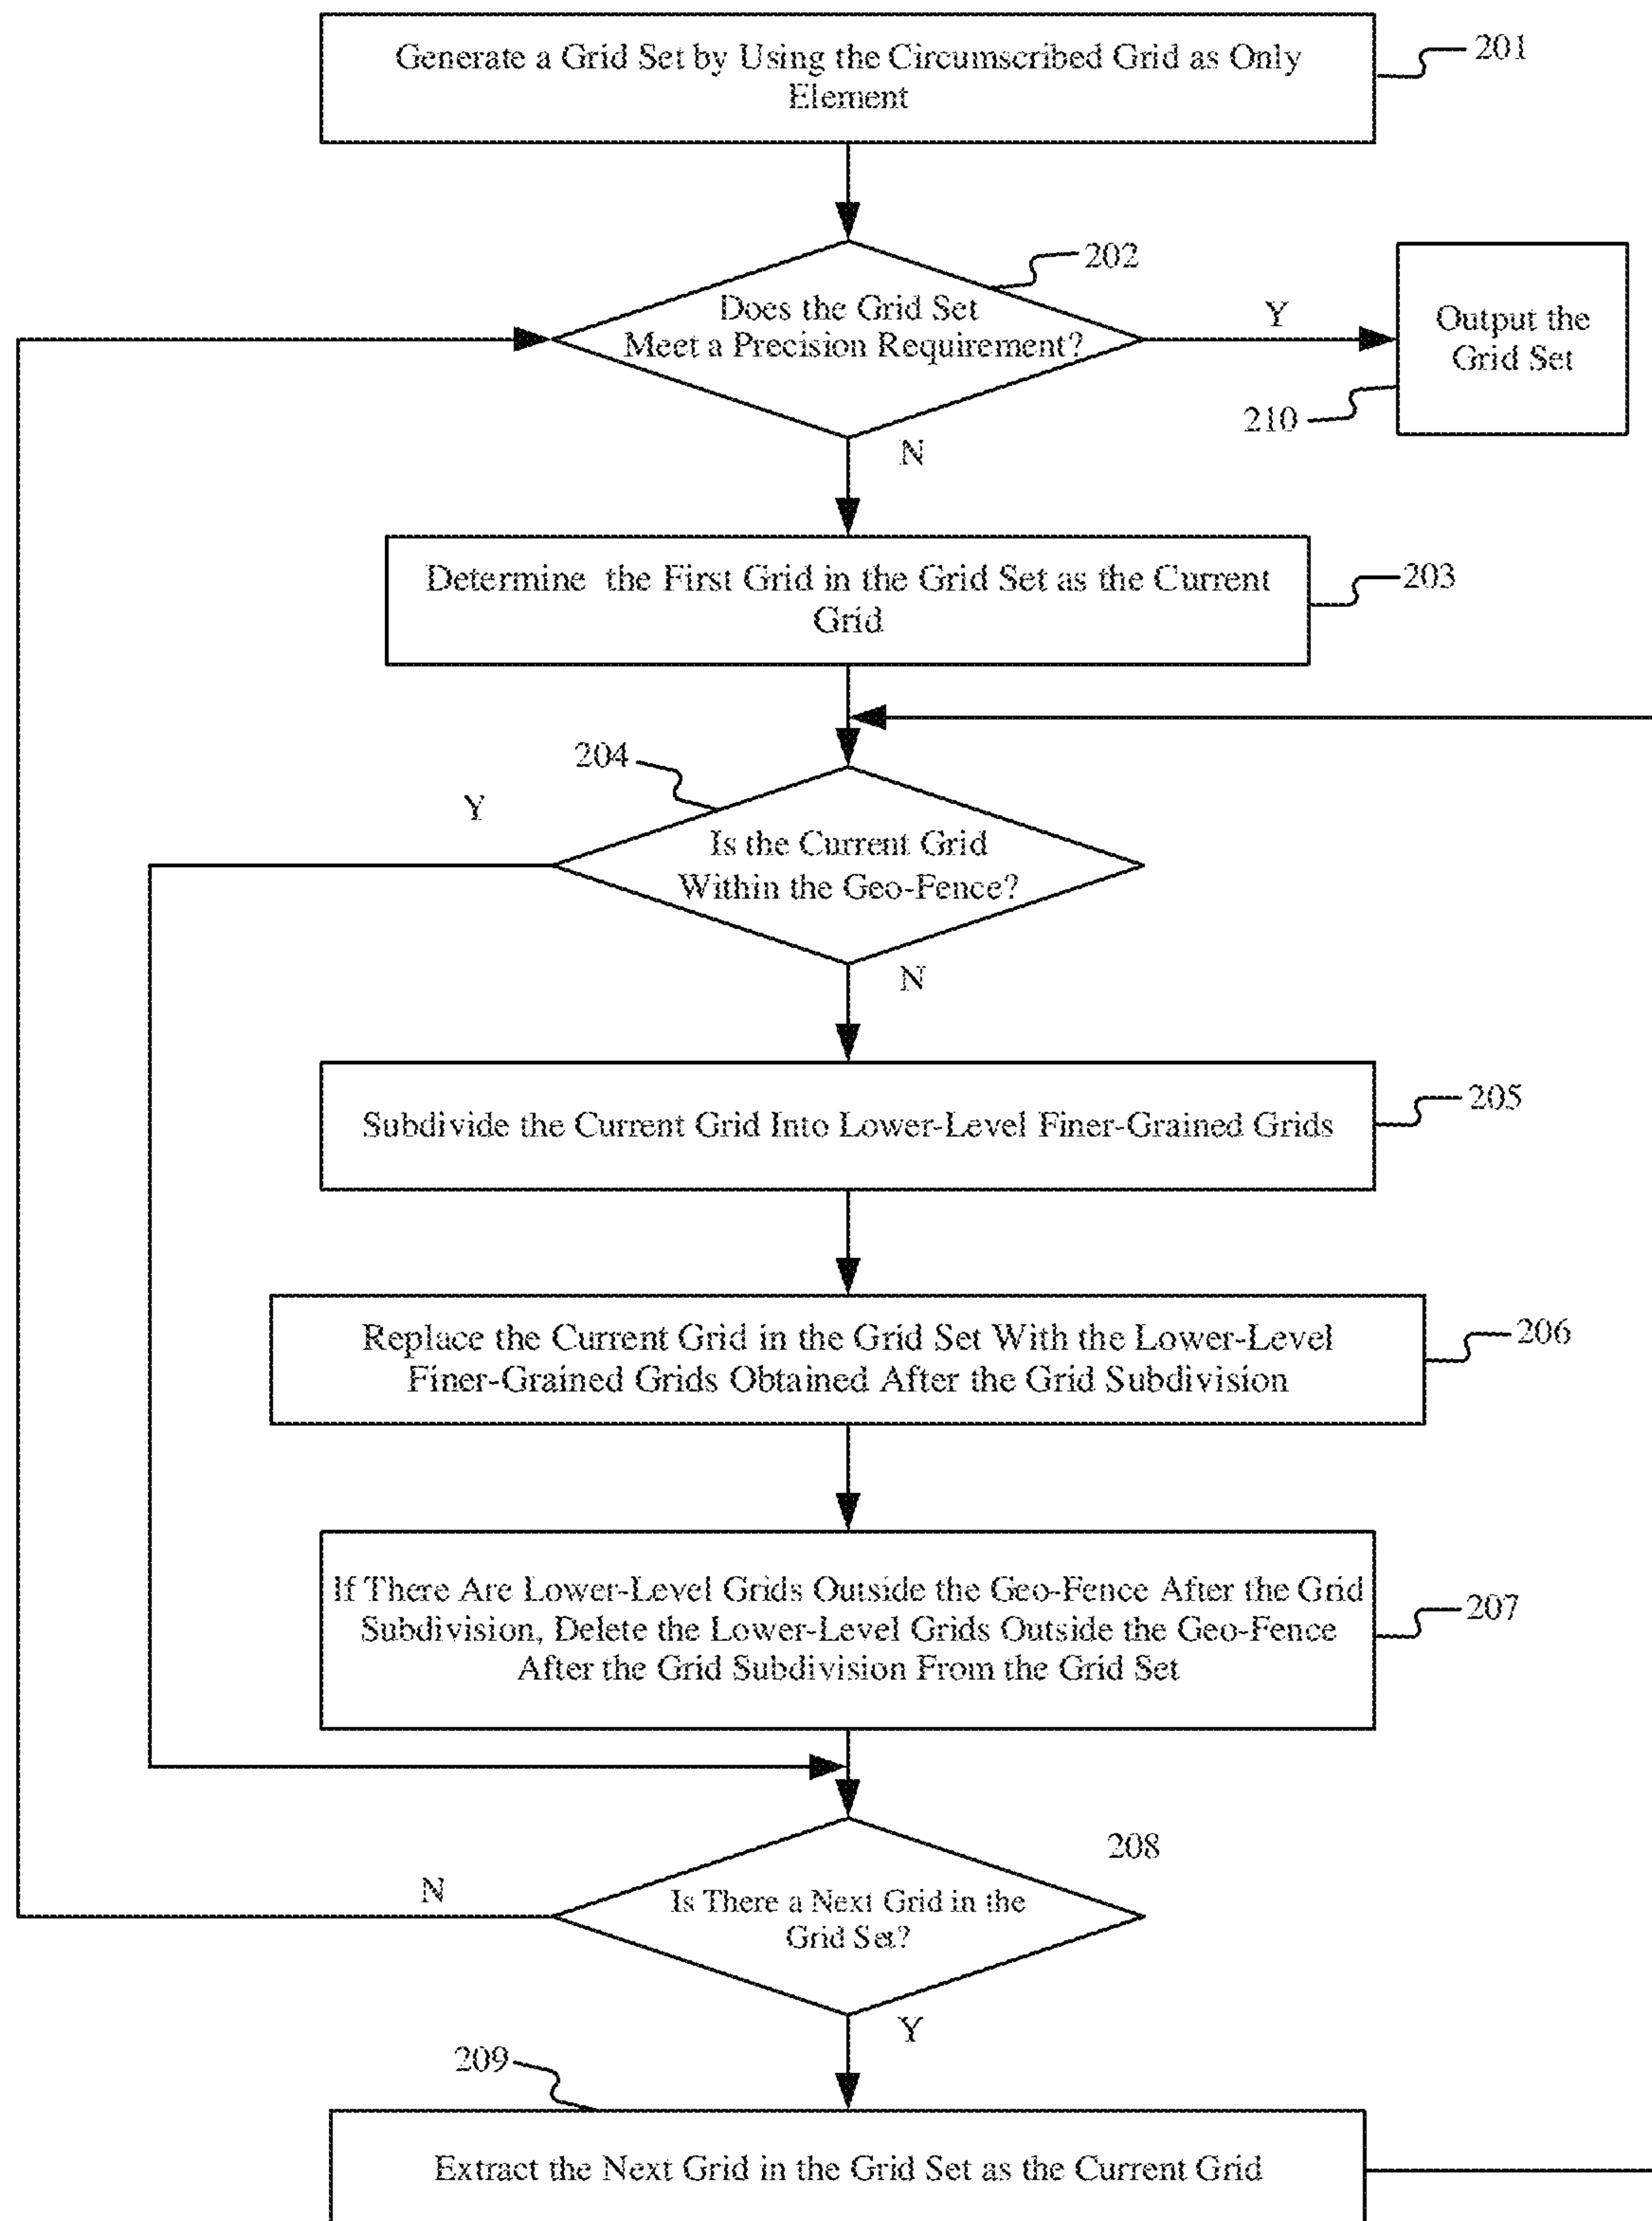 Generate a Grid Set by Using the Circumscribed Grid as Only
Element
201
202
Does the Grid Set
Meet a Precision Requirement?
Y
Output the
Grid Set
210
N
Determine the First Grid in the Grid Set as the Current
Grid
203
204
Y
Is the Current Grid
Within the Geo-Fence?
N
Subdivide the Current Grid Into Lower-Level Finer-Grained Grids
205
Replace the Current Grid in the Grid Set With the Lower-Level
Finer-Grained Grids Obtained After the Grid Subdivision
206
If There Are Lower-Level Grids Outside the Geo-Fence After the Grid
Subdivision, Delete the Lower-Level Grids Outside the Geo-Fence
After the Grid Subdivision From the Grid Set
207
208
N
Is There a Next Grid in the
Grid Set?
Y
209
Extract the Next Grid in the Grid Set as the Current Grid